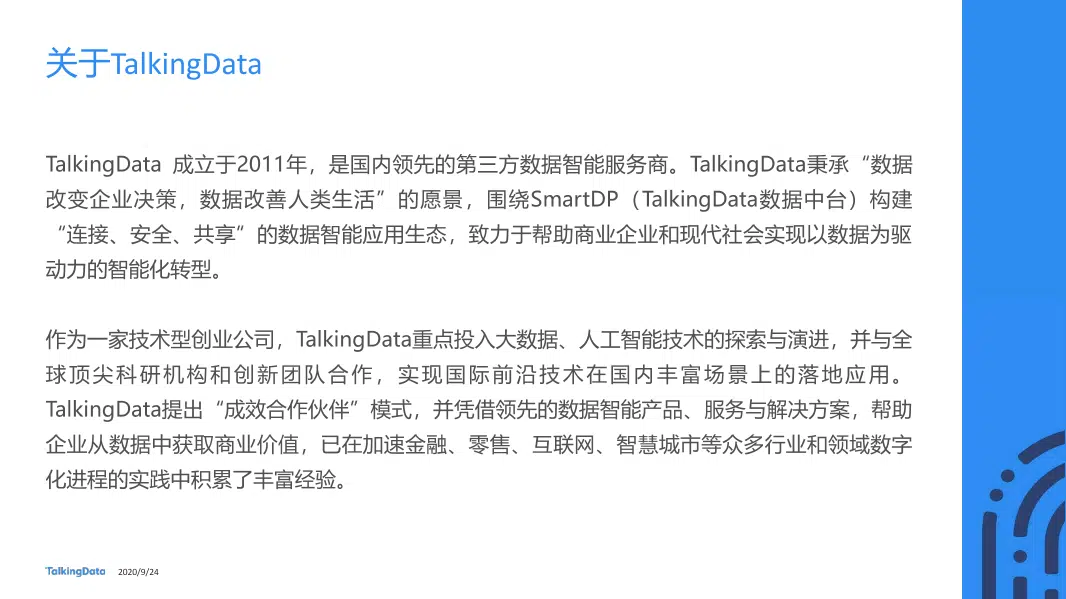 关于TalkingData
TalkingData 成立于2011年，是国内领先的第三方数据智能服务商。TalkingData秉承“数据
改变企业决策，数据改善人类生活”的愿景，围绕SmartDP（TalkingData数据中台）构建
“连接、安全、共享”的数据智能应用生态，致力于帮助商业企业和现代社会实现以数据为驱
动力的智能化转型。
作为一家技术型创业公司，TalkingData重点投入大数据、人工智能技术的探索与演进，并与全
球顶尖科研机构和创新团队合作，实现国际前沿技术在国内丰富场景上的落地应用。
TalkingData提出“成效合作伙伴”模式，并凭借领先的数据智能产品、服务与解决方案，帮助
企业从数据中获取商业价值，已在加速金融、零售、互联网、智慧城市等众多行业和领域数字
化进程的实践中积累了丰富经验。
TalkingData 2020/9/24